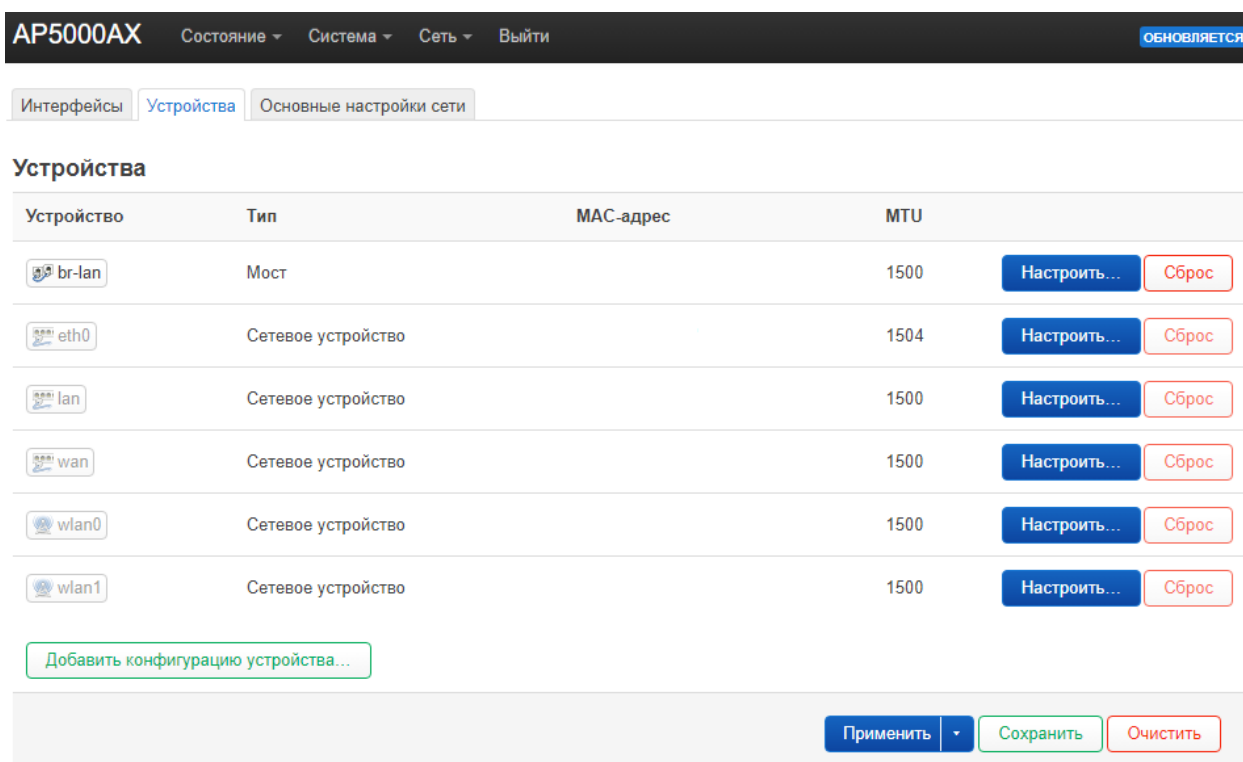 AP5000AX Состояние Система Сеть Выйти ОБНОВЛЯЕТСЯ
Интерфейсы Устройства Основные настройки сети
Устройства
Устройство Тип MAC-адрес MTU
br-lan Мост 1500 Настроить... Сброс
eth0 Сетевое устройство 1504 Настроить... Сброс
lan Сетевое устройство 1500 Настроить... Сброс
wan Сетевое устройство 1500 Настроить... Сброс
wlan0 Сетевое устройство 1500 Настроить... Сброс
wlan1 Сетевое устройство 1500 Настроить... Сброс
Добавить конфигурацию устройства...
Применить Сохранить Очистить